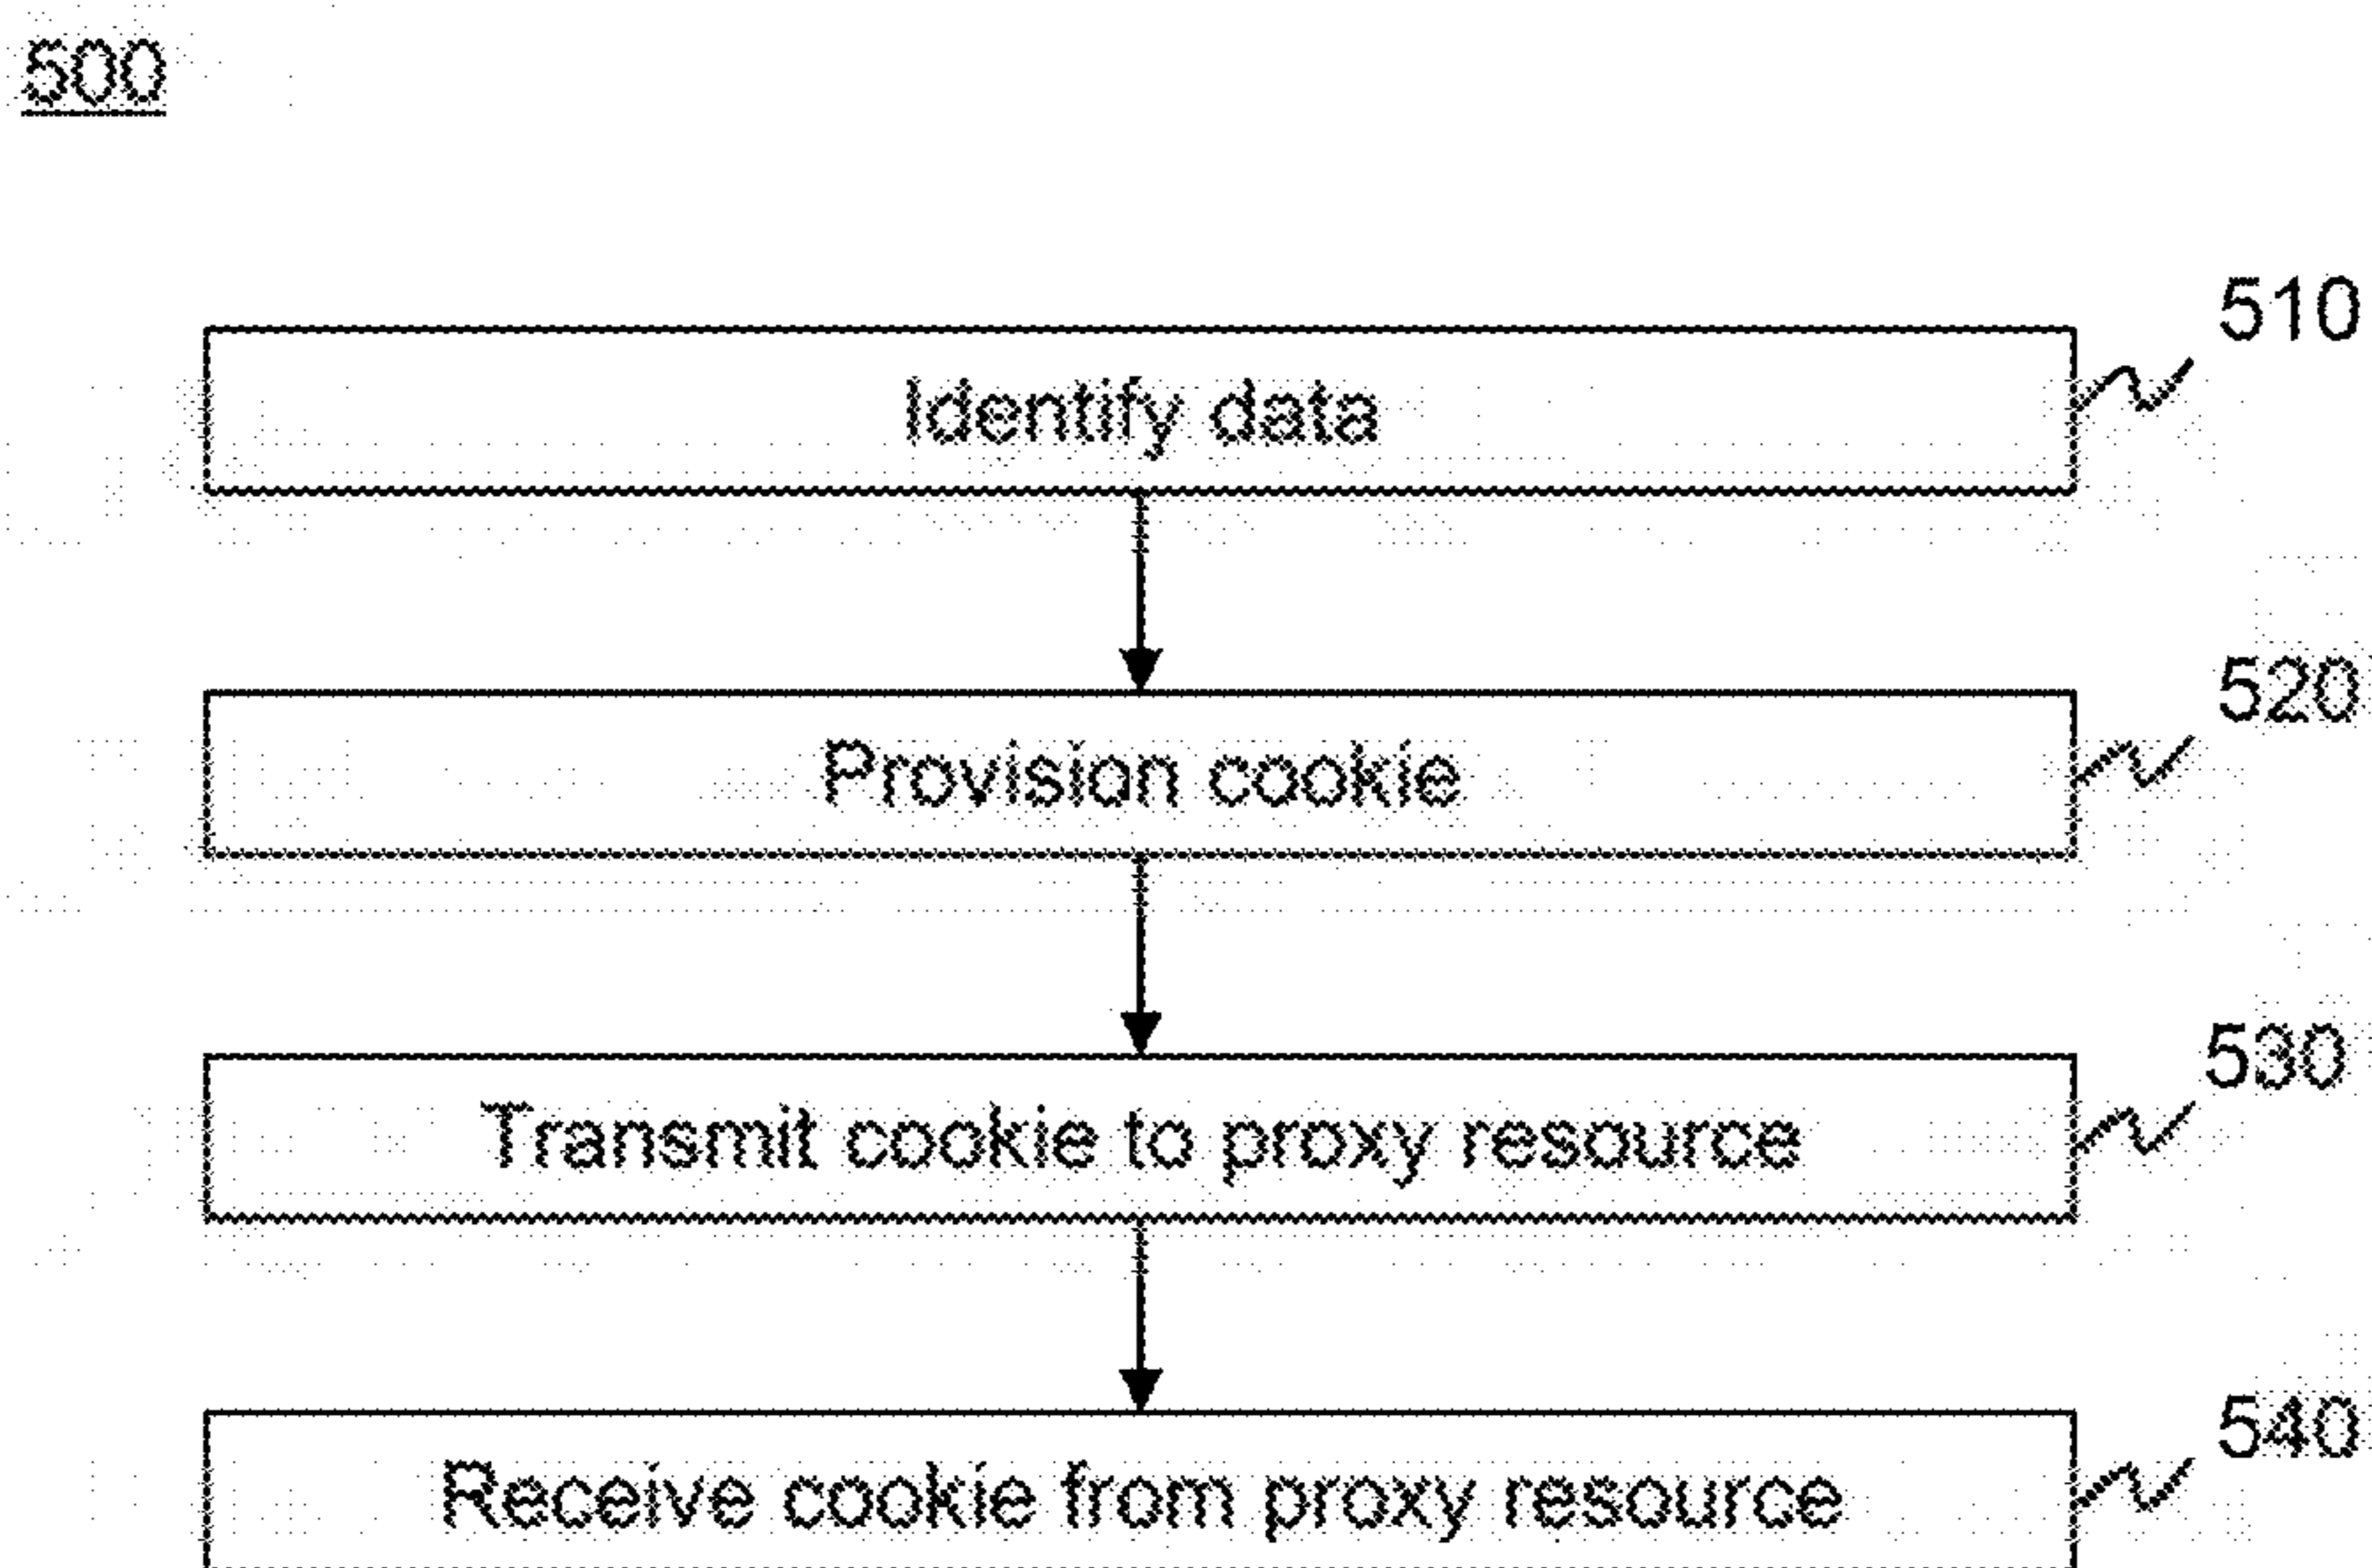 500
510
Identify data
520
Provision cookie
530
Transmit cookie to proxy resource
540
Receive cookie from proxy resource